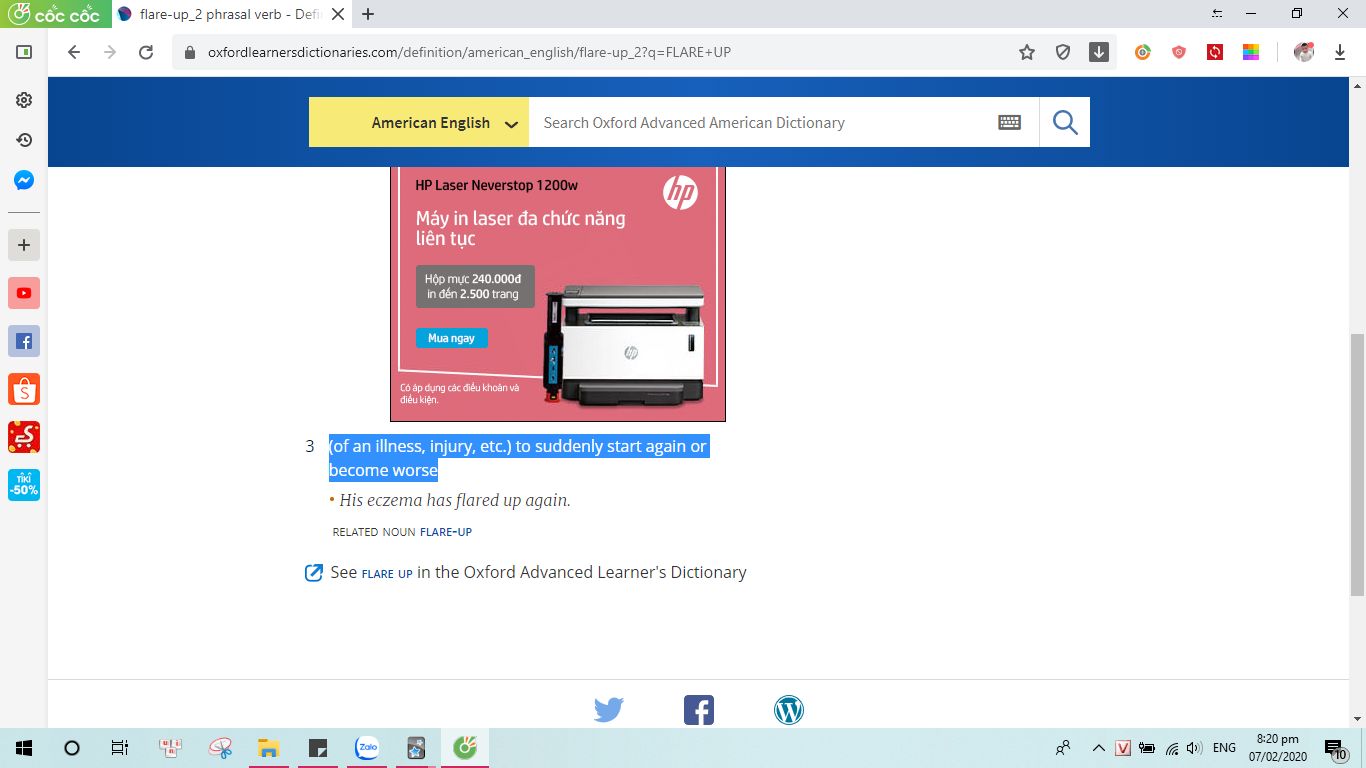 cốc cốc
flare-up_2 phrasal verb - Defi
oxfordlearnersdictionaries.com/definition/american_english/flare-up_2?q=FLARE+UP
American English
Search Oxford Advanced American Dictionary
HP Laser Neverstop 1200w
hp
Máy in laser đa chức năng
liên tục
Hộp mực 240.000đ
in đến 2.500 trang
Mua ngay
hp
Có áp dụng các điều khoản và
điều kiện.
3 (of an illness, injury, etc.) to suddenly start again or
become worse
• His eczema has flared up again.
RELATED NOUN FLARE-UP
See FLARE UP in the Oxford Advanced Learner's Dictionary
TIKI
-50%
Zalo
V
ENG
8:20 pm
07/02/2020
10